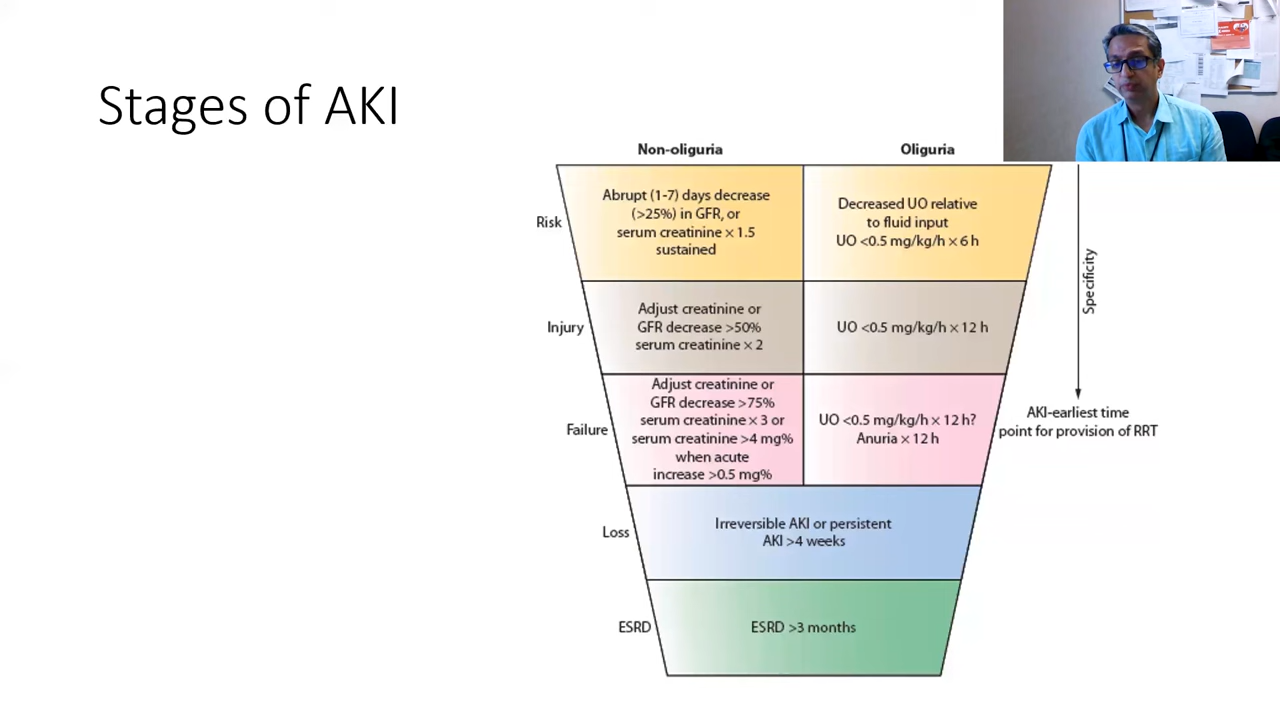 Stages of AKI
Non-oliguria
Oliguria
Risk
Abrupt (1-7) days decrease
(>25%) in GFR, or
serum creatinine × 1.5
sustained
Decreased UO relative
to fluid input
UO <0.5 mg/kg/h × 6 h
Injury
Adjust creatinine or
GFR decrease >50%
serum creatinine × 2
UO <0.5 mg/kg/h × 12 h
Failure
Adjust creatinine or
GFR decrease >75%
serum creatinine × 3 or
serum creatinine >4 mg%
when acute
increase >0.5 mg%
UO <0.5 mg/kg/h × 12 h?
Anuria × 12 h
Loss
Irreversible AKI or persistent
AKI >4 weeks
ESRD
ESRD >3 months
Specificity
AKI-earliest time
point for provision of RRT